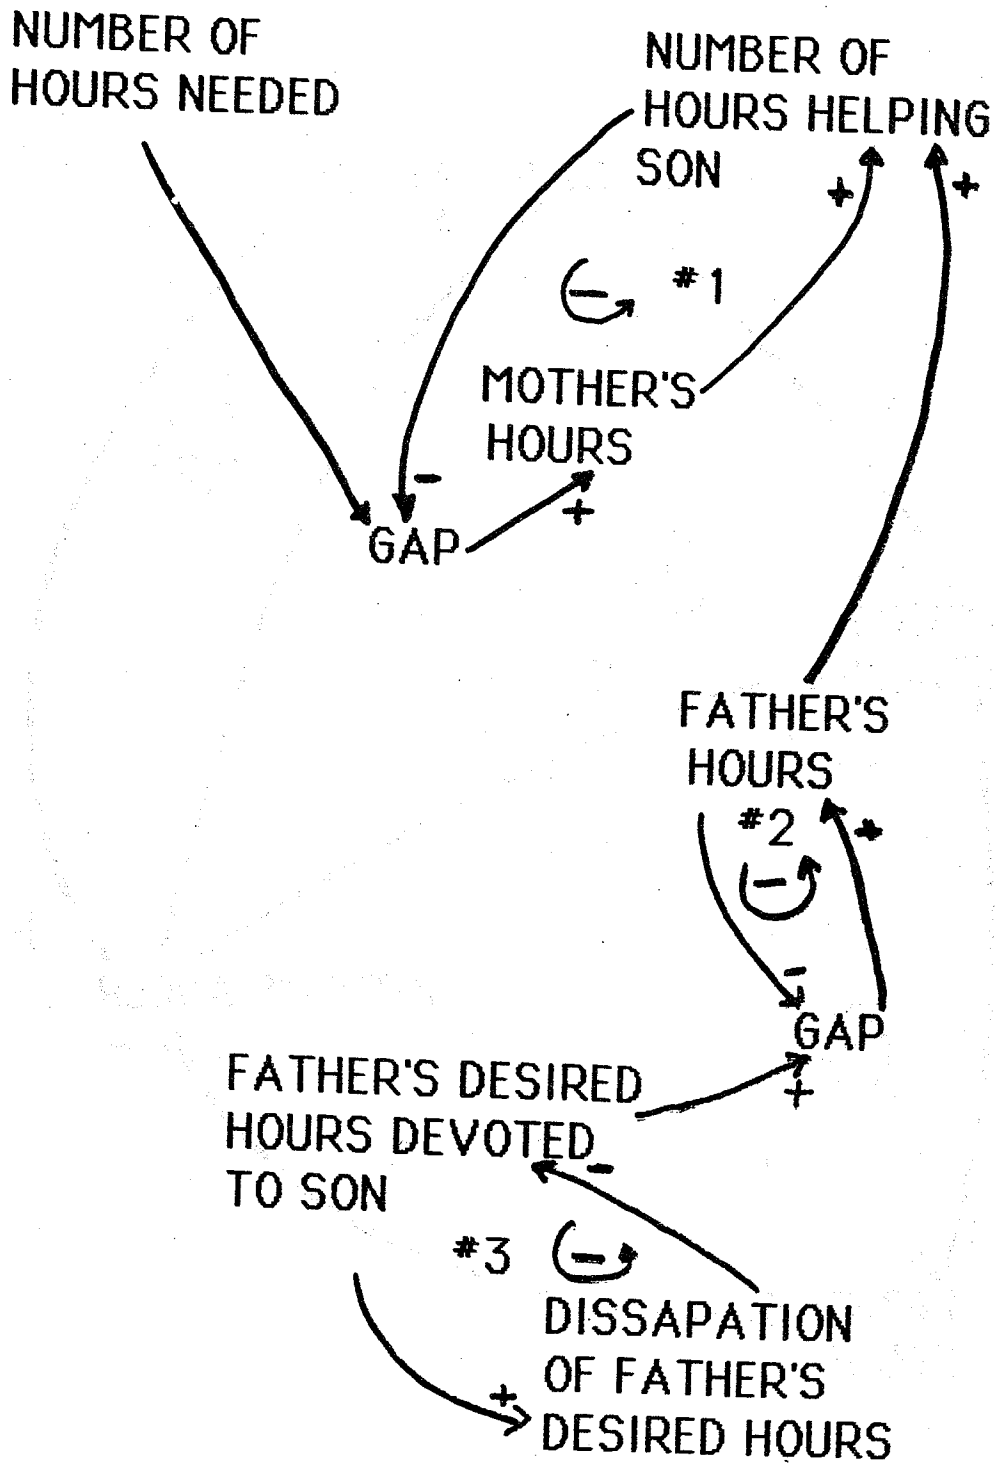 NUMBER OF
HOURS NEEDED
NUMBER OF
HOURS HELPING
SON
+
+
- #1
MOTHER'S
HOURS
-
+
GAP
FATHER'S
HOURS
#2
+
-
-
GAP
+
FATHER'S DESIRED
HOURS DEVOTED
TO SON
-
#3 -
DISSAPATION
OF FATHER'S
DESIRED HOURS
+